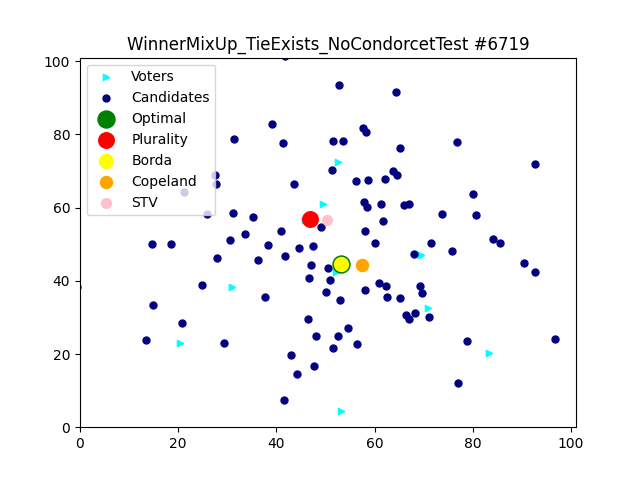 WinnerMixUp_TieExists_NoCondorcetTest #6719
100
80
60
40
20
0
0 20 40 60 80 100
Voters
Candidates
Optimal
Plurality
Borda
Copeland
STV